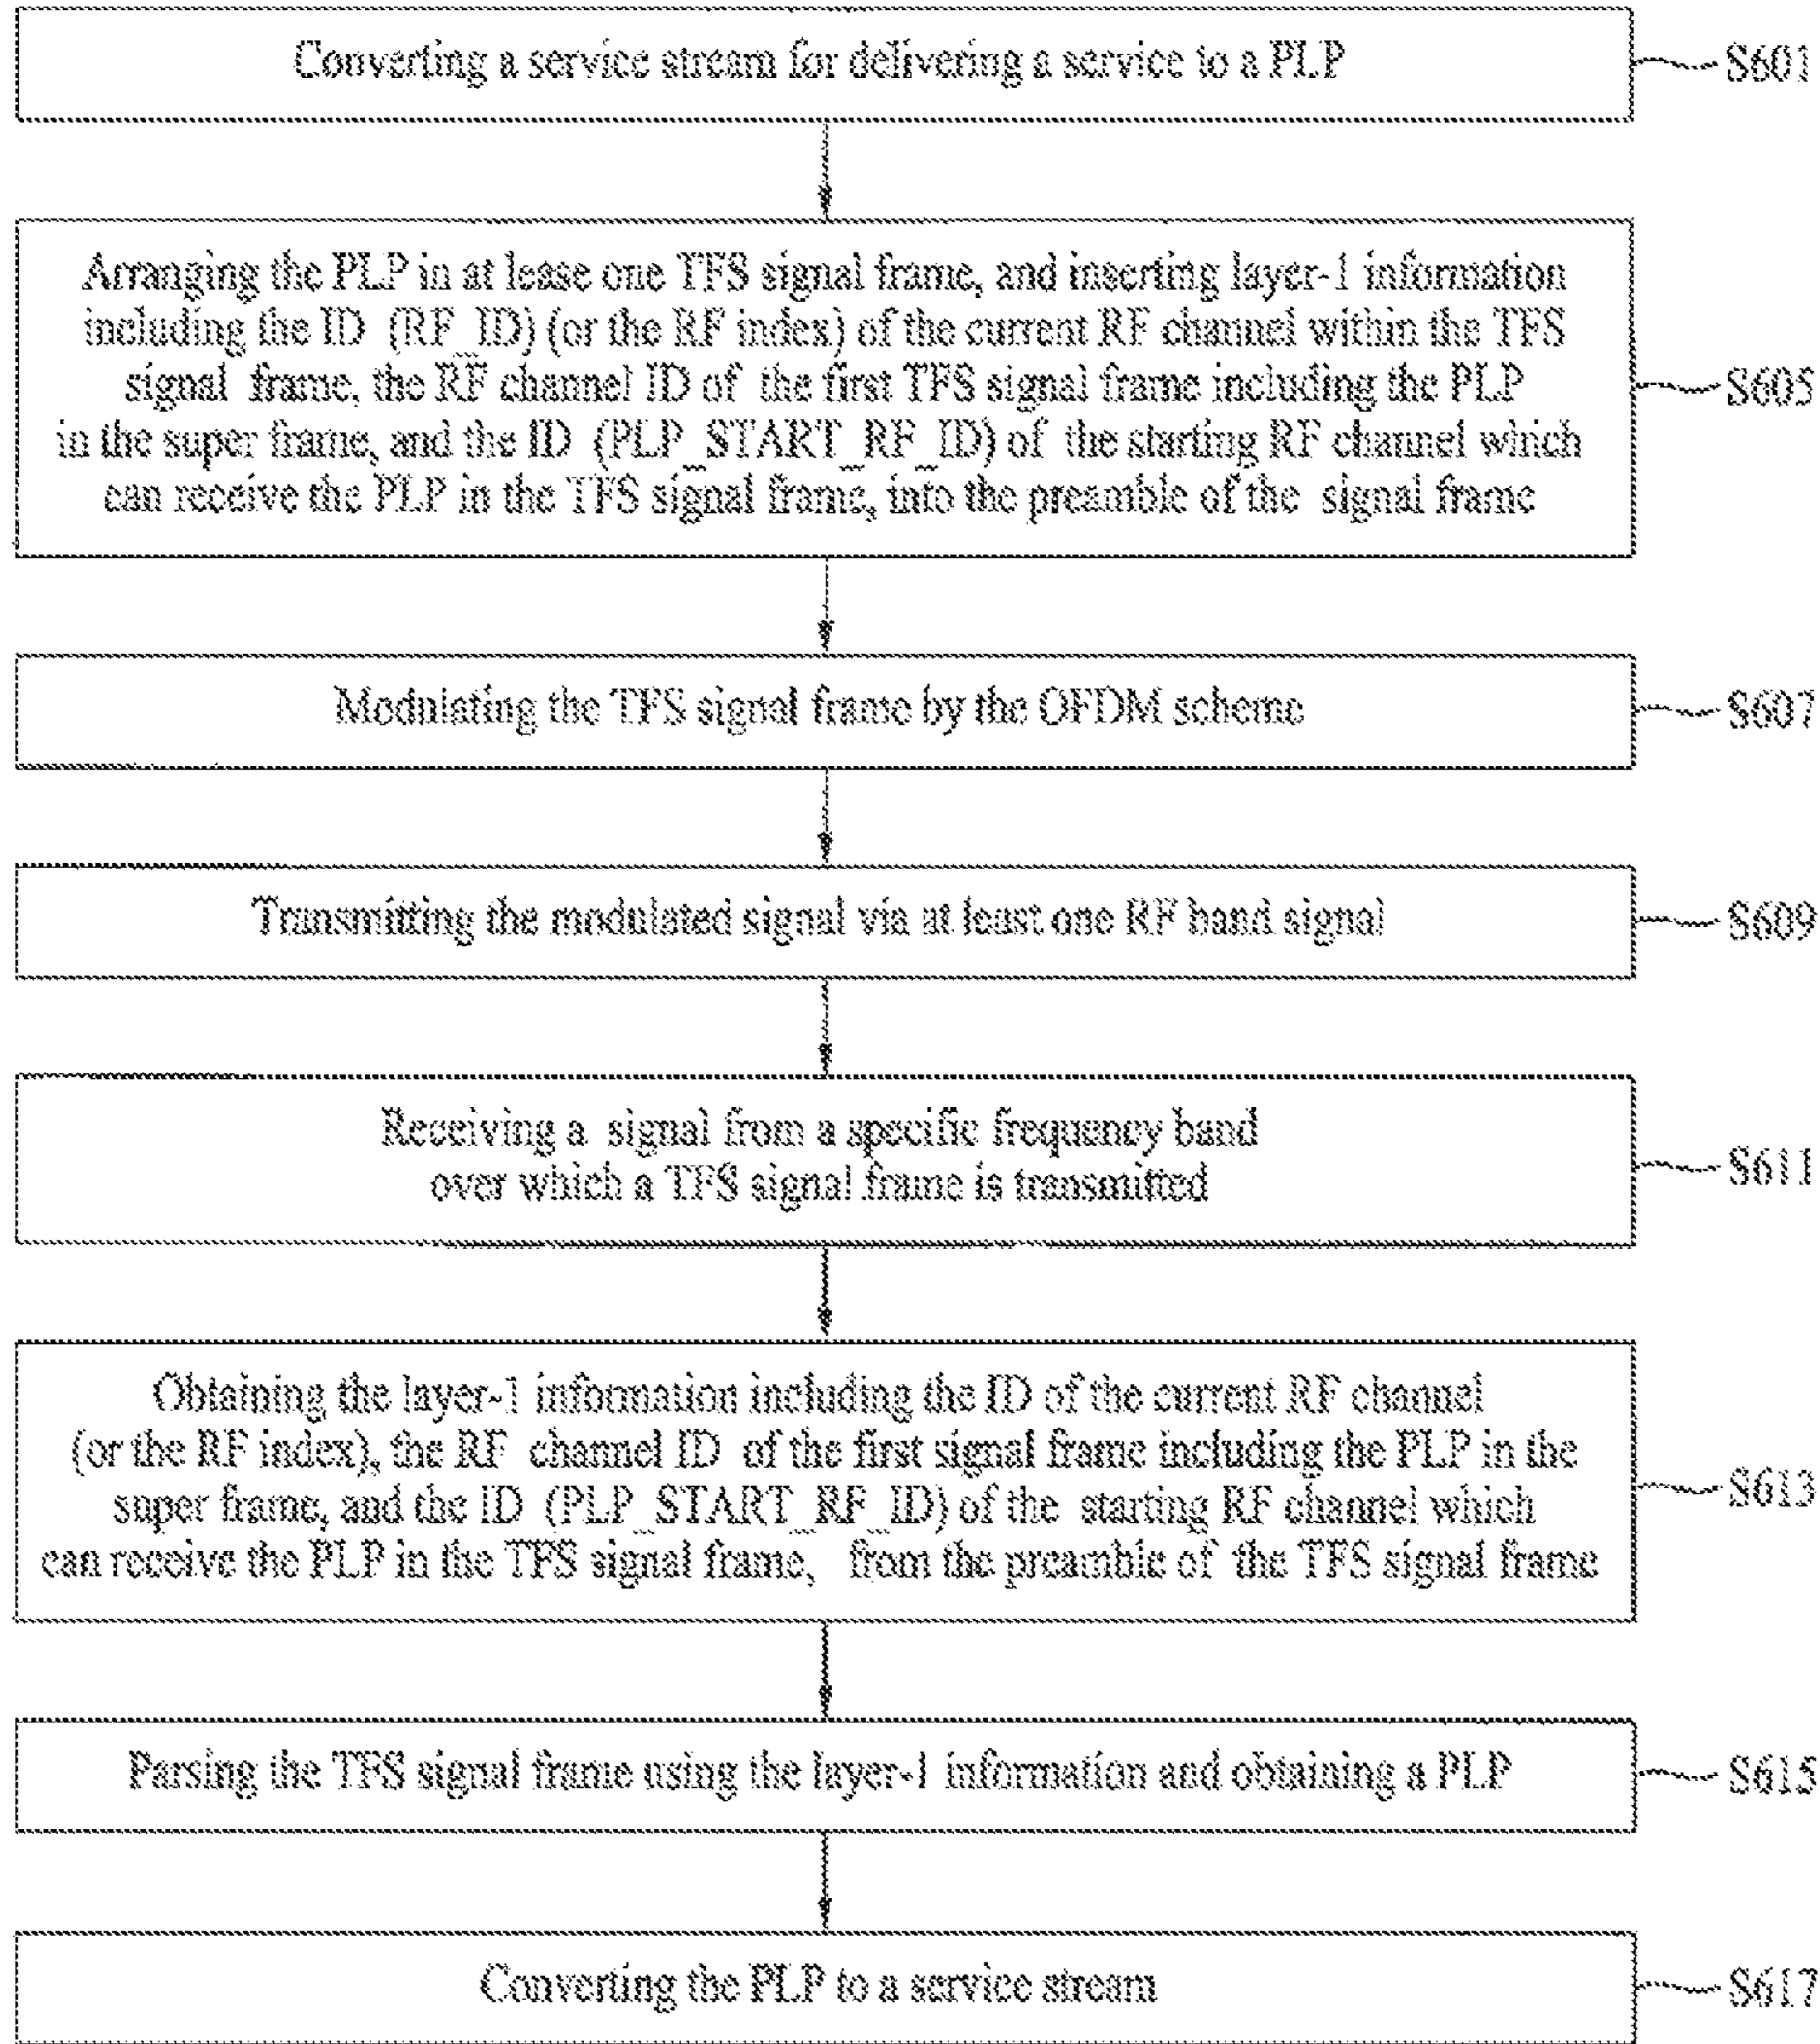 Converting a service stream for delivering a service to a PLP
S601
Arranging the PLP in at lease one TFS signal frame, and inserting layer-1 information
including the ID (RF_ID) (or the RF index) of the current RF channel within the TFS
signal frame, the RF channel ID of the first TFS signal frame including the PLP
in the super frame, and the ID (PLP_START_RF_ID) of the starting RF channel which
can receive the PLP in the TFS signal frame, into the preamble of the signal frame
S605
Modulating the TFS signal frame by the OFDM scheme
S607
Transmitting the modulated signal via at least one RF band signal
S609
Receiving a signal from a specific frequency band
over which a TFS signal frame is transmitted
S611
Obtaining the layer-1 information including the ID of the current RF channel
(or the RF index), the RF channel ID of the first signal frame including the PLP in the
super frame, and the ID (PLP_START_RF_ID) of the starting RF channel which
can receive the PLP in the TFS signal frame, from the preamble of the TFS signal frame
S613
Parsing the TFS signal frame using the layer-1 information and obtaining a PLP
S615
Converting the PLP to a service stream
S617